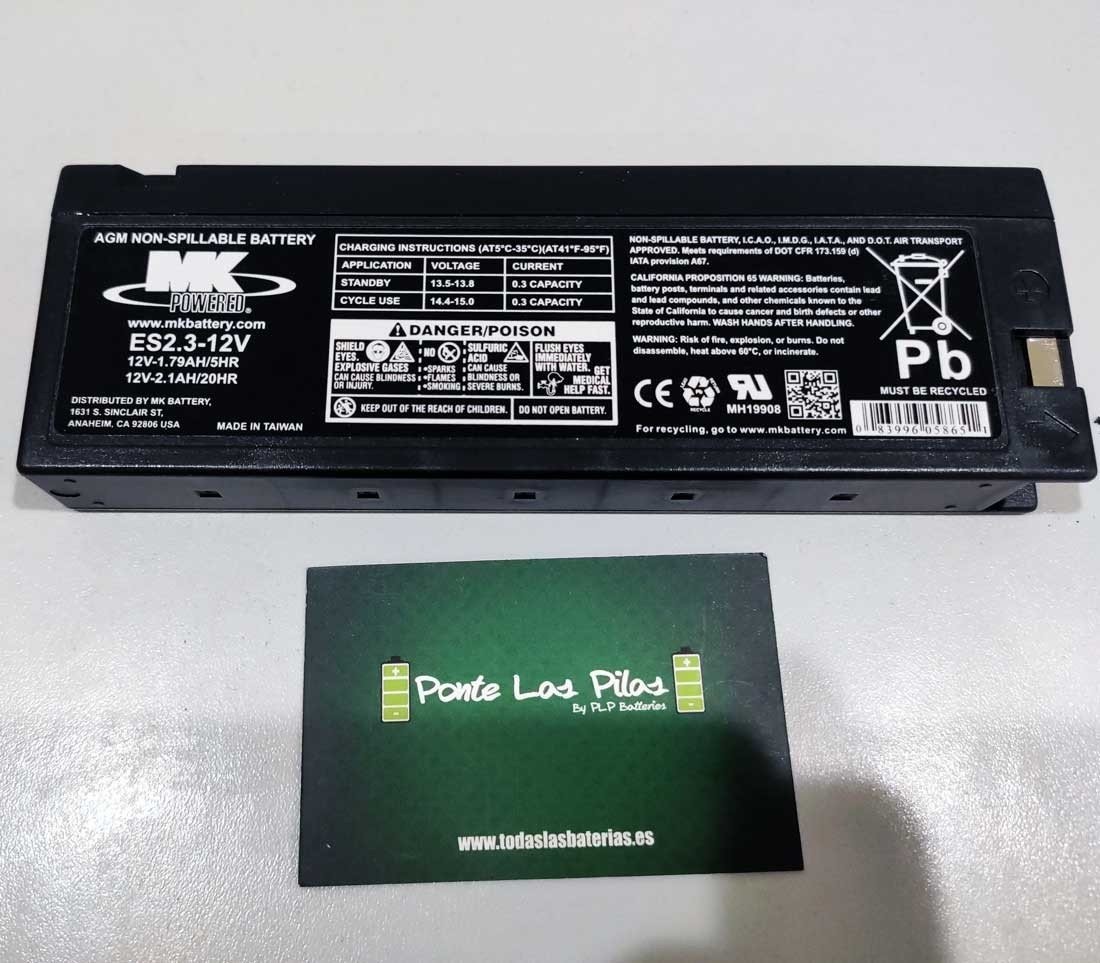 AGM NON-SPILLABLE BATTERY
MK
POWERED®
www.mkbattery.com
ES2.3-12V
12V-1.79AH/5HR
12V-2.1AH/20HR
DISTRIBUTED BY MK BATTERY,
1631 S. SINCLAIR ST,
ANAHEIM, CA 92806 USA
MADE IN TAIWAN
CHARGING INSTRUCTIONS (AT5°C-35°C)(AT41°F-95°F)
APPLICATION VOLTAGE CURRENT
STANDBY 13.5-13.8 0.3 CAPACITY
CYCLE USE 14.4-15.0 0.3 CAPACITY
DANGER/POISON
SHIELD
EYES.
EXPLOSIVE GASES
CAN CAUSE BLINDNESS
OR INJURY.
NO
•SPARKS
•FLAMES
•SMOKING
SULFURIC
ACID
CAN CAUSE
BLINDNESS OR
SEVERE BURNS.
FLUSH EYES
IMMEDIATELY
WITH WATER.
GET
MEDICAL
HELP FAST.
KEEP OUT OF THE REACH OF CHILDREN.
DO NOT OPEN BATTERY.
NON-SPILLABLE BATTERY, I.C.A.O., I.M.D.G., I.A.T.A., AND D.O.T. AIR TRANSPORT
APPROVED. Meets requirements of DOT CFR 173.159 (d)
IATA provision A67.
CALIFORNIA PROPOSITION 65 WARNING: Batteries,
battery posts, terminals and related accessories contain lead
and lead compounds, and other chemicals known to the
State of California to cause cancer and birth defects or other
reproductive harm. WASH HANDS AFTER HANDLING.
WARNING: Risk of fire, explosion, or burns. Do not
disassemble, heat above 60°C, or incinerate.
CE
RECYCLE
MH19908
For recycling, go to www.mkbattery.com
Pb
MUST BE RECYCLED
0 83996 05865 1
Ponte Las Pilas
By PLP Batteries
www.todaslasbaterias.es